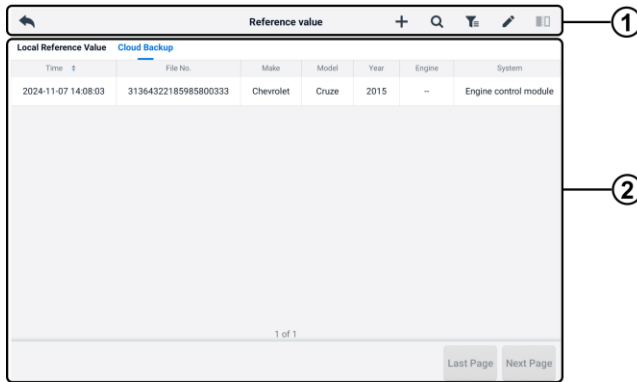 Reference value
1
Local Reference Value Cloud Backup
Time File No. Make Model Year Engine System
2024-11-07 14:08:03 31364322185985800333 Chevrolet Cruze 2015 -- Engine control module
2
1 of 1
Last Page Next Page